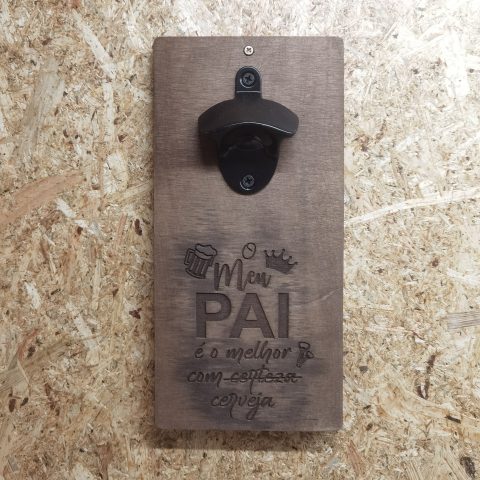 O
Meu
PAI
é o melhor
com certeza
cerveja